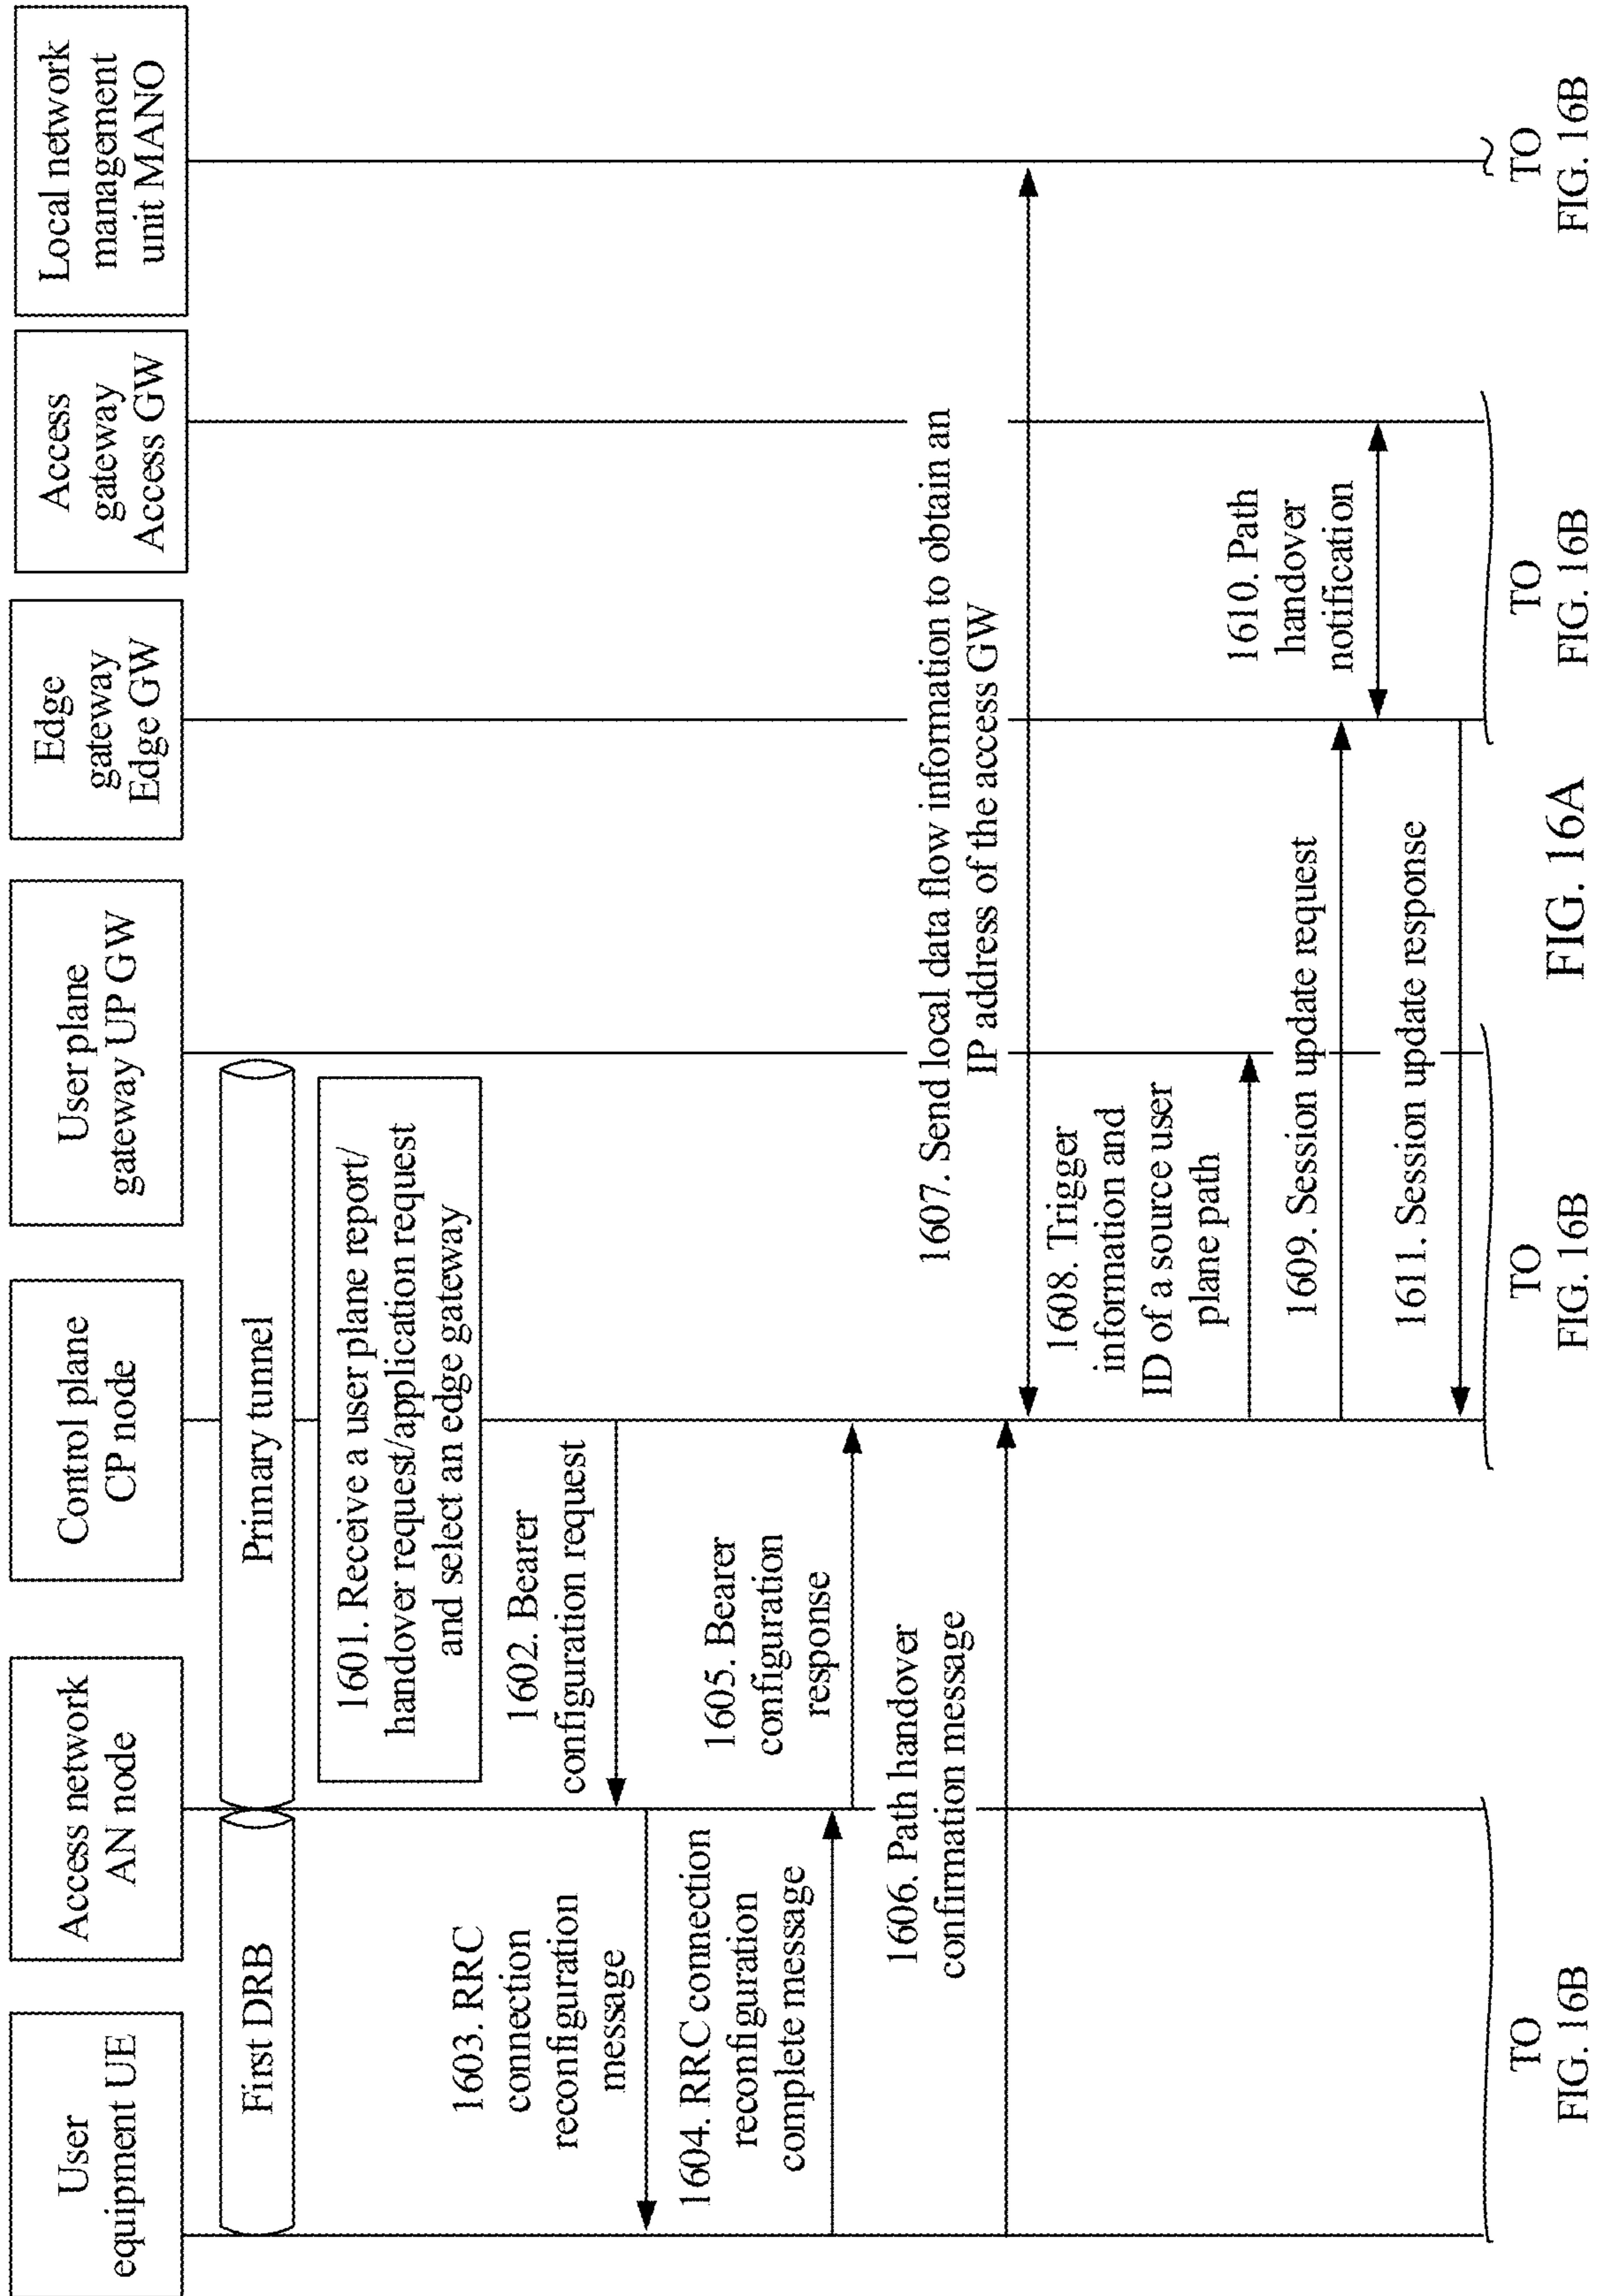 User
equipment UE
Access network
AN node
Control plane
CP node
User plane
gateway UP GW
Edge
gateway
Edge GW
Access
gateway
Access GW
Local network
management
unit MANO
First DRB
Primary tunnel
1601. Receive a user plane report/
handover request/application request
and select an edge gateway
1602. Bearer
configuration request
1603. RRC
connection
reconfiguration
message
1604. RRC connection
reconfiguration
complete message
1605. Bearer
configuration
response
1606. Path handover
confirmation message
1607. Send local data flow information to obtain an
IP address of the access GW
1608. Trigger
information and
ID of a source user
plane path
1609. Session update request
1610. Path
handover
notification
1611. Session update response
TO
FIG. 16B
TO
FIG. 16B
TO
FIG. 16B
TO
FIG. 16B
FIG. 16A